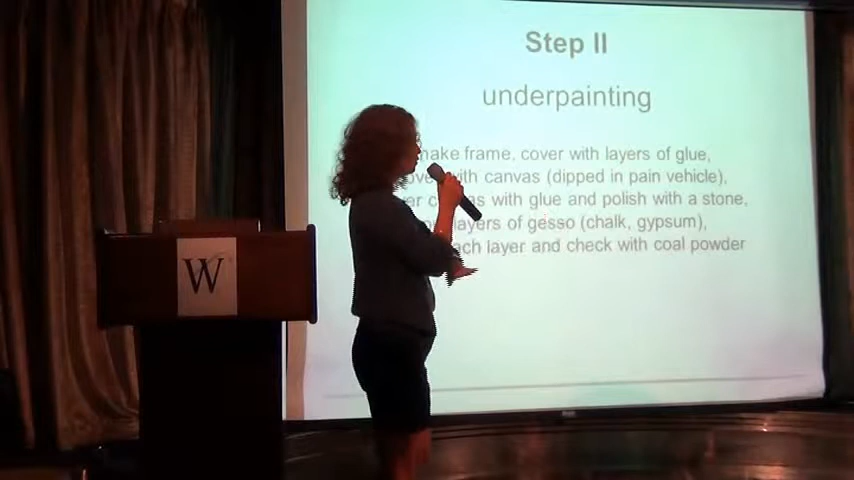 Step II
underpainting
make frame, cover with layers of glue,
with canvas (dipped in pain vehicle),
with glue and polish with a stone,
layers of gesso (chalk, gypsum),
each layer and check with coal powder
W